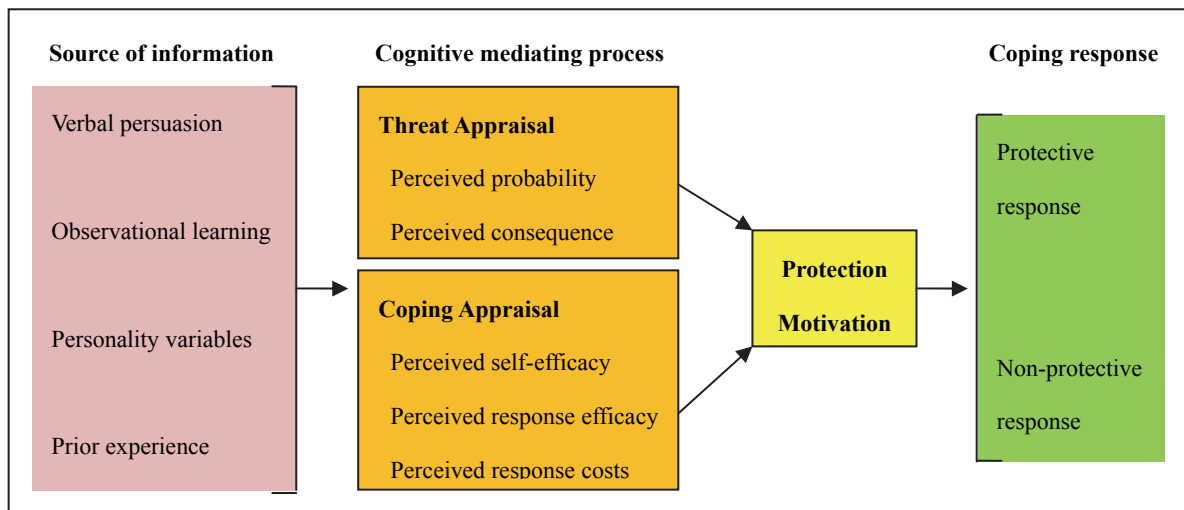 Source of information
Verbal persuasion
Observational learning
Personality variables
Prior experience
Cognitive mediating process
Threat Appraisal
Perceived probability
Perceived consequence
Coping Appraisal
Perceived self-efficacy
Perceived response efficacy
Perceived response costs
Protection
Motivation
Coping response
Protective
response
Non-protective
response